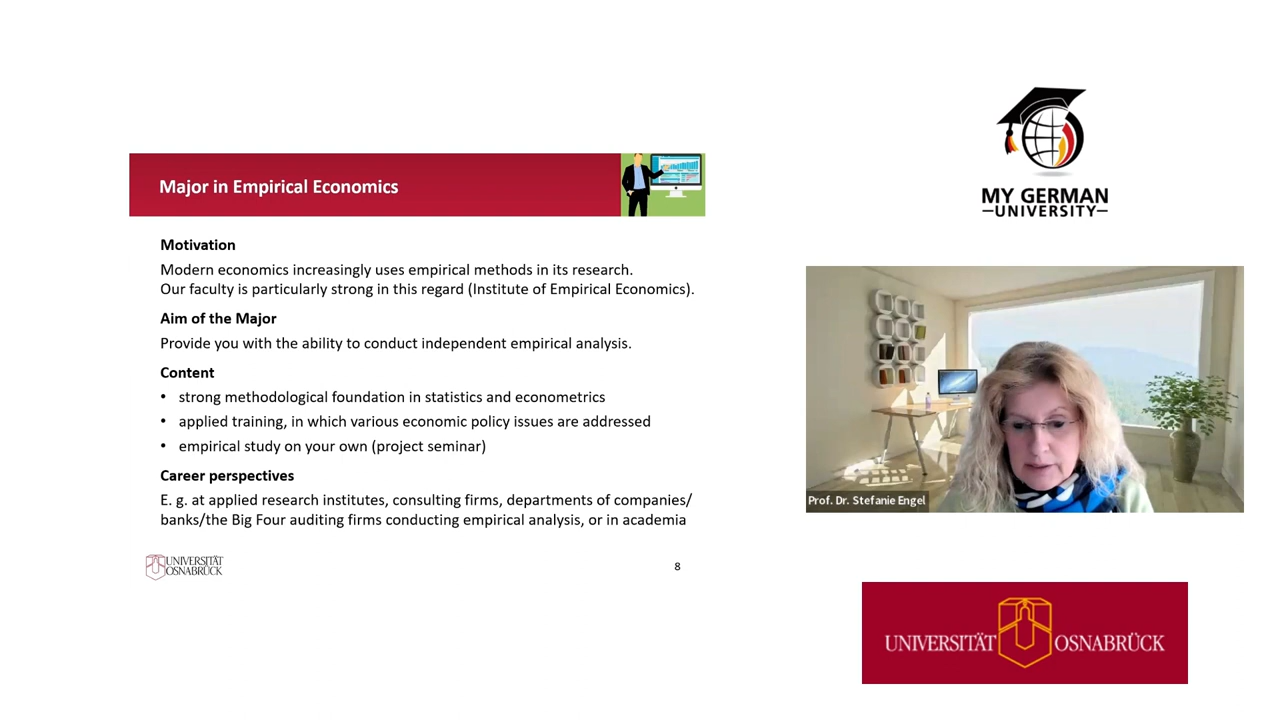 Major in Empirical Economics
Motivation
Modern economics increasingly uses empirical methods in its research.
Our faculty is particularly strong in this regard (Institute of Empirical Economics).
Aim of the Major
Provide you with the ability to conduct independent empirical analysis.
Content
• strong methodological foundation in statistics and econometrics
• applied training, in which various economic policy issues are addressed
• empirical study on your own (project seminar)
Career perspectives
E. g. at applied research institutes, consulting firms, departments of companies/
banks/the Big Four auditing firms conducting empirical analysis, or in academia
UNIVERSITÄT
OSNABRÜCK
8
MY GERMAN
UNIVERSITY
Prof. Dr. Stefanie Engel
UNIVERSITÄT OSNABRÜCK